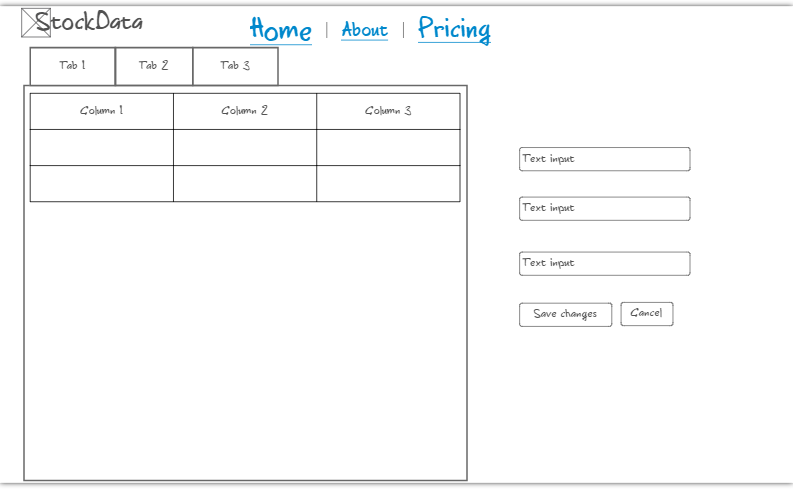 StockData
Home | About | Pricing
Tab 1 Tab 2 Tab 3
Column 1 Column 2 Column 3
Text input
Text input
Text input
Save changes Cancel